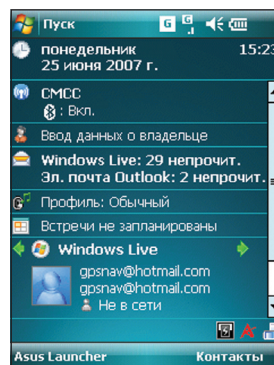 Пуск
G G
понедельник 15:23
25 июня 2007 г.
CMCC
: Вкл.
Ввод данных о владельце
Windows Live: 29 непрочит.
Эл. почта Outlook: 2 непрочит.
Профиль: Обычный
Встречи не запланированы
Windows Live
gpsnav@hotmail.com
gpsnav@hotmail.com
Не в сети
Asus Launcher Контакты